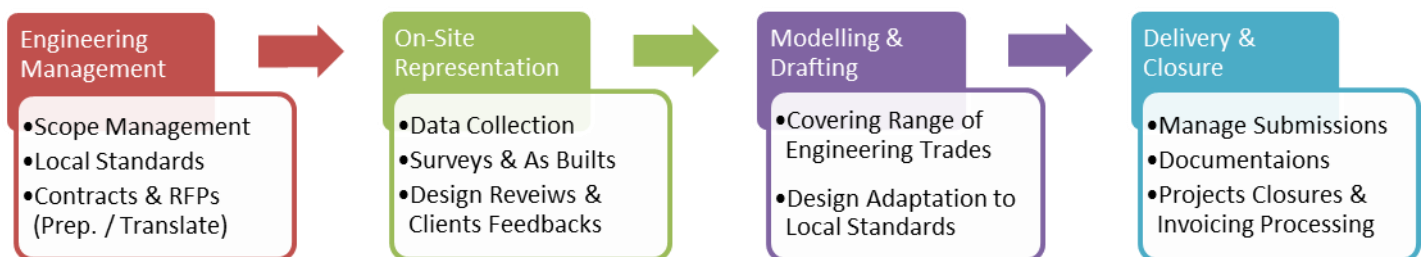 Engineering
Management
•Scope Management
•Local Standards
•Contracts & RFPs
(Prep. / Translate)
On-Site
Representation
•Data Collection
•Surveys & As Builts
•Design Reveiws &
Clients Feedbacks
Modelling &
Drafting
•Covering Range of
Engineering Trades
•Design Adaptation to
Local Standards
Delivery &
Closure
•Manage Submissions
•Documentaions
•Projects Closures &
Invoicing Processing